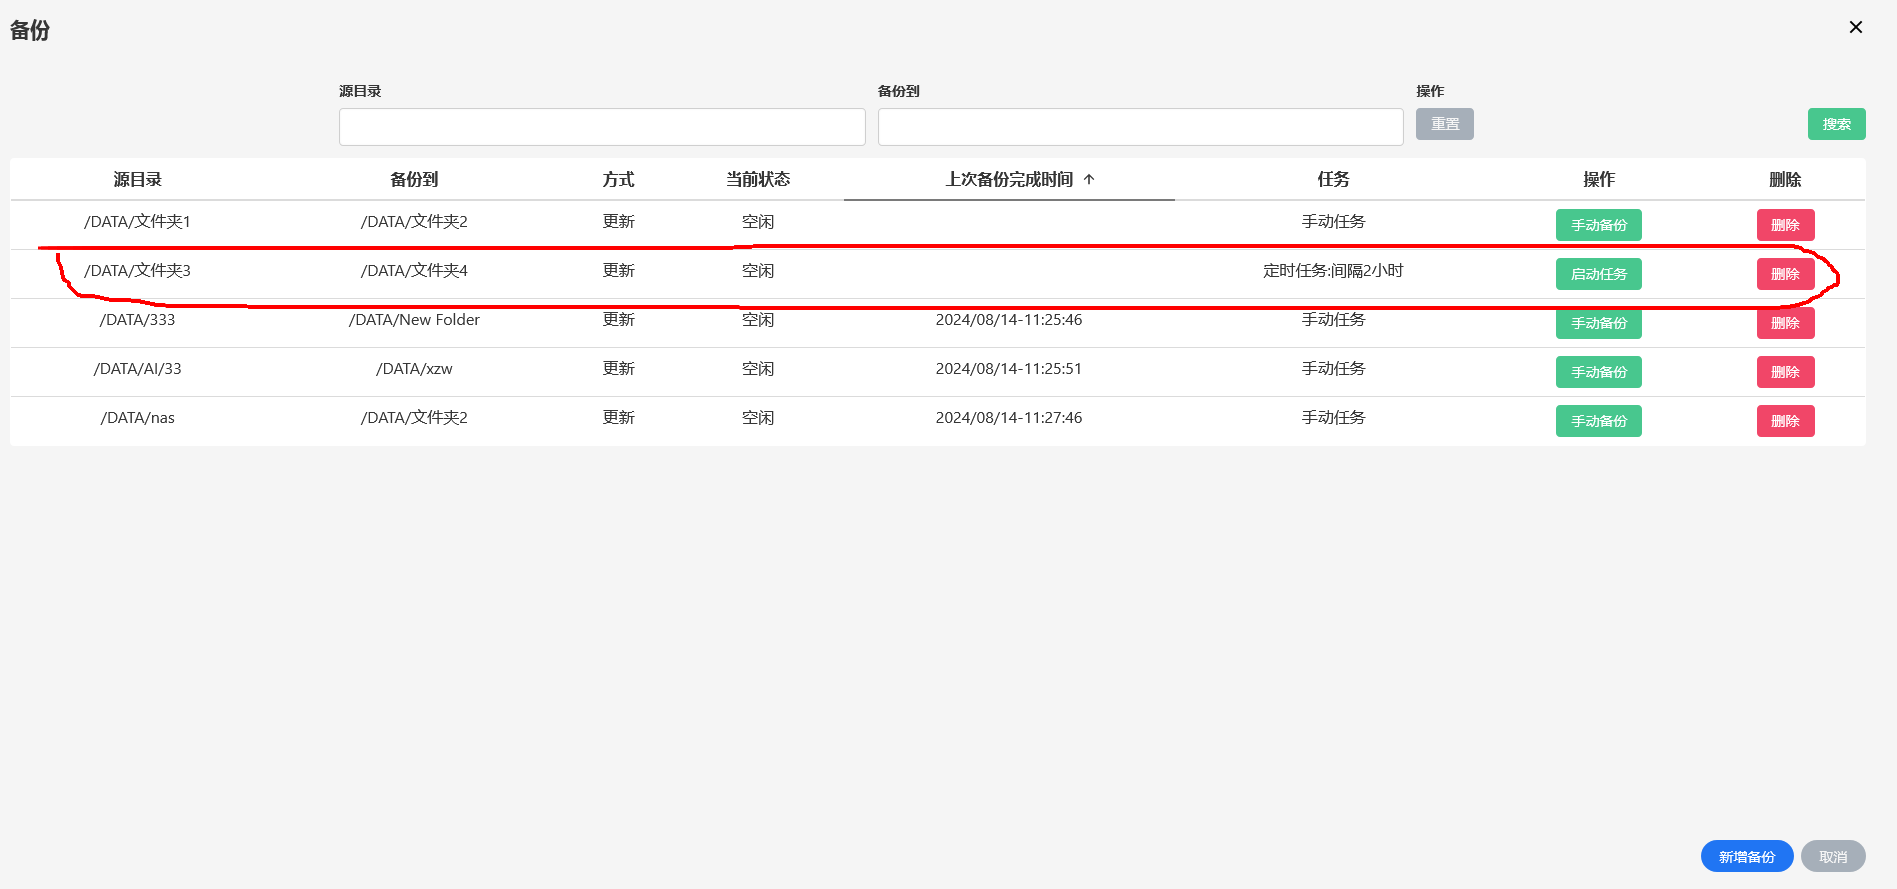 备份
源目录 备份到 操作
重置 搜索
源目录 备份到 方式 当前状态 上次备份完成时间 任务 操作 删除
/DATA/文件夹1 /DATA/文件夹2 更新 空闲 手动任务 手动备份 删除
/DATA/文件夹3 /DATA/文件夹4 更新 空闲 定时任务:间隔2小时 启动任务 删除
/DATA/333 /DATA/New Folder 更新 空闲 2024/08/14-11:25:46 手动任务 手动备份 删除
/DATA/AI/33 /DATA/xzw 更新 空闲 2024/08/14-11:25:51 手动任务 手动备份 删除
/DATA/nas /DATA/文件夹2 更新 空闲 2024/08/14-11:27:46 手动任务 手动备份 删除
新增备份 取消